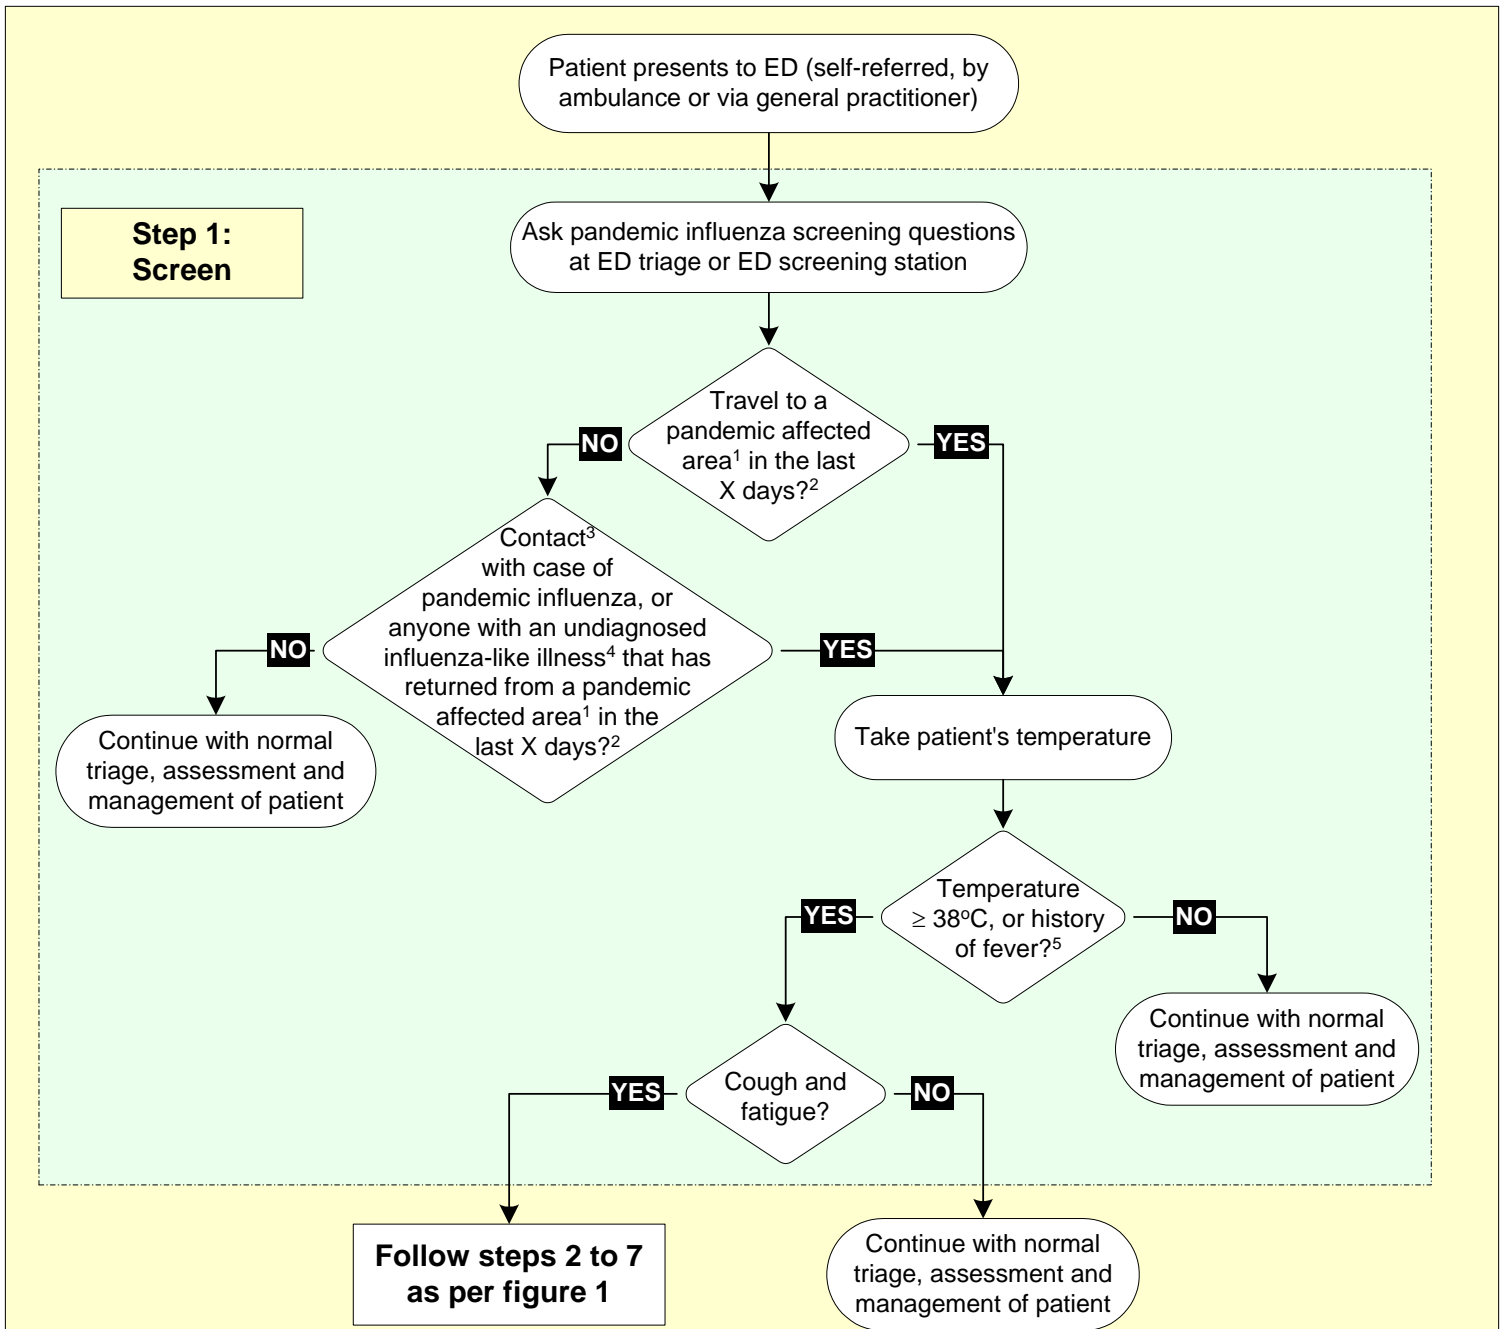 Patient presents to ED (self-referred, by
ambulance or via general practitioner)
Step 1:
Screen
Ask pandemic influenza screening questions
at ED triage or ED screening station
Travel to a
pandemic affected
area¹ in the last
X days?²
NO
YES
Contact³
with case of
pandemic influenza, or
anyone with an undiagnosed
influenza-like illness⁴ that has
returned from a pandemic
affected area¹ in the
last X days?²
NO
YES
Continue with normal
triage, assessment and
management of patient
Take patient's temperature
Temperature
≥ 38ºC, or history
of fever?⁵
YES
NO
Continue with normal
triage, assessment and
management of patient
Cough and
fatigue?
YES
NO
Follow steps 2 to 7
as per figure 1
Continue with normal
triage, assessment and
management of patient